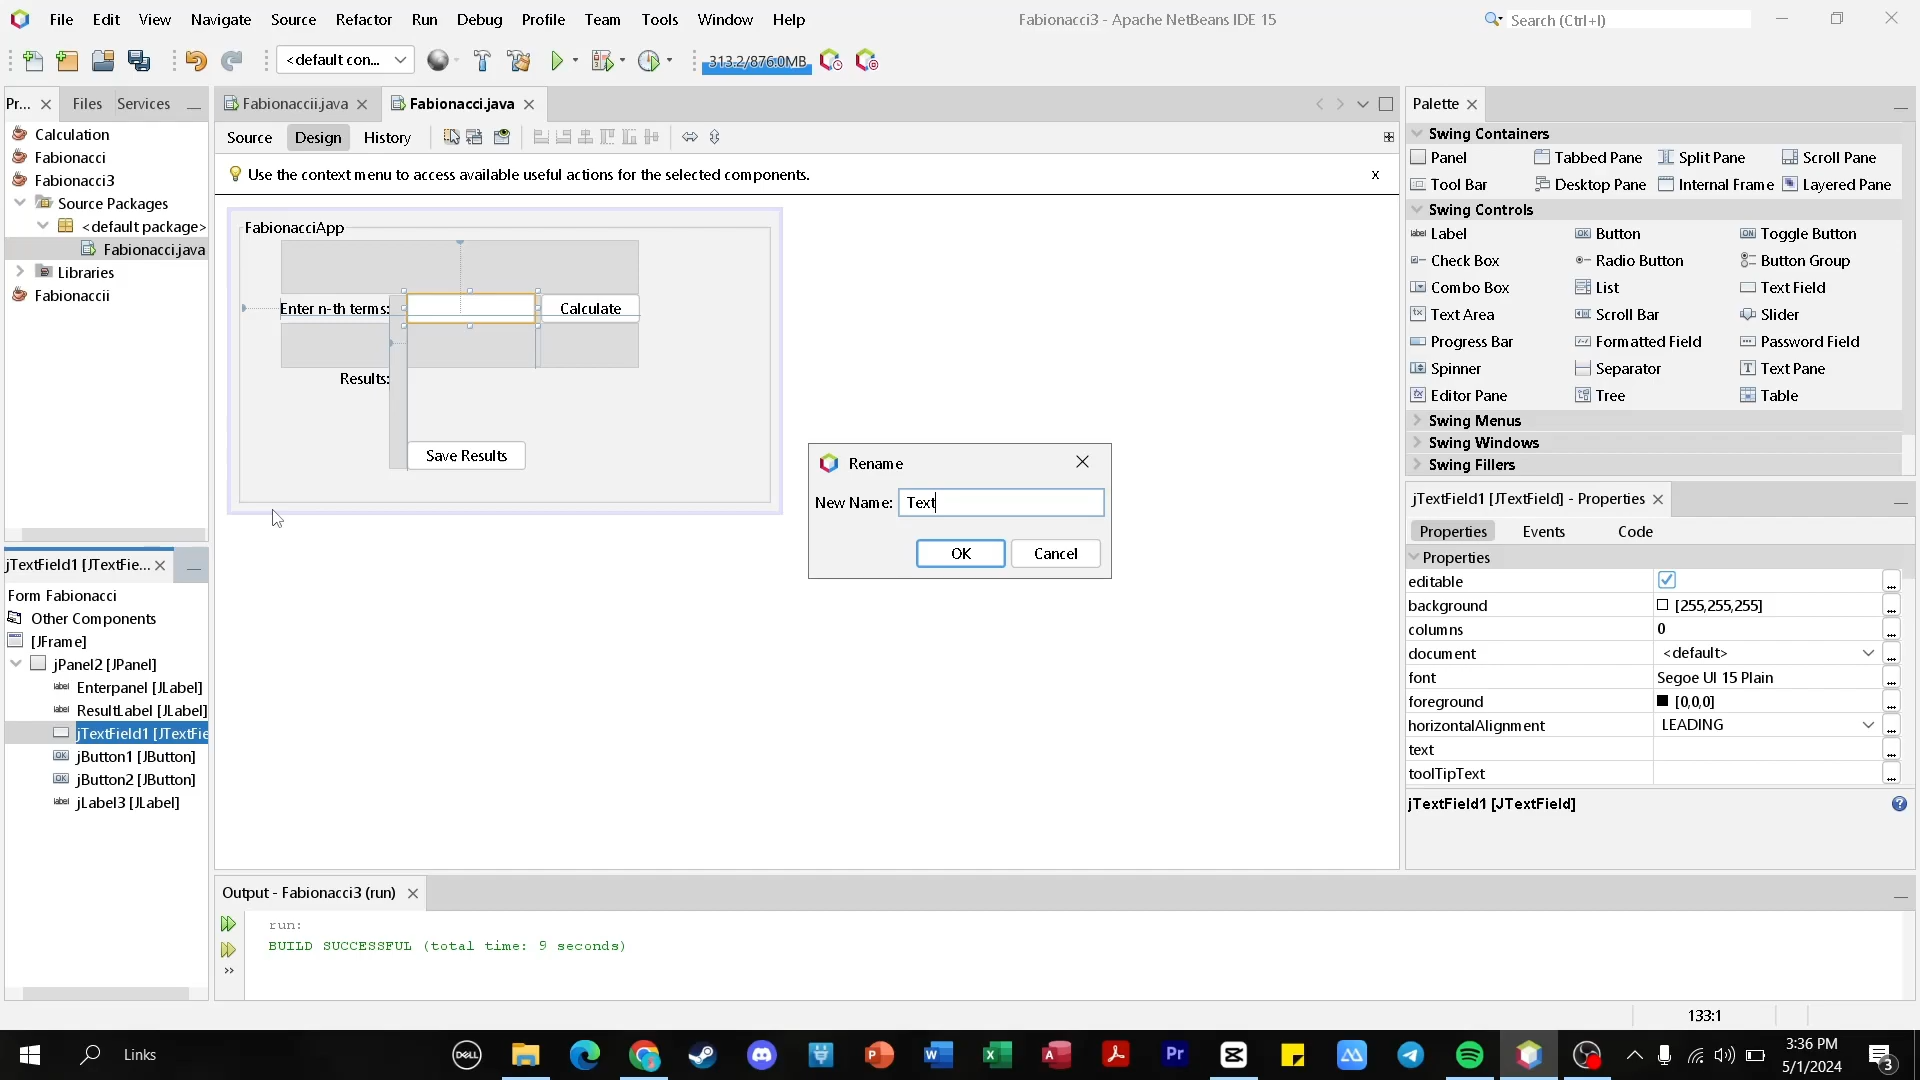 File Edit View Navigate Source Refactor Run Debug Profile Team Tools Window Help
Fabionacci3 - Apache NetBeans IDE 15
Search (Ctrl+I)
<default con...
313.2/876.0MB
Pr...
Files
Services
Calculation
Fabionacci
Fabionacci3
Source Packages
<default package>
Fabionacci.java
Libraries
Fabionaccii
Fabionaccii.java
Fabionacci.java
Source
Design
History
Use the context menu to access available useful actions for the selected components.
x
FabionacciApp
Enter n-th terms:
Calculate
Results:
Save Results
Rename
New Name: Text
OK
Cancel
jTextField1 [JTextFie...
Form Fabionacci
Other Components
[JFrame]
jPanel2 [JPanel]
Enterpanel [JLabel]
ResultLabel [JLabel]
jTextField1 [JTextFie
jButton1 [JButton]
jButton2 [JButton]
jLabel3 [JLabel]
Output - Fabionacci3 (run)
run:
BUILD SUCCESSFUL (total time: 9 seconds)
Palette
Swing Containers
Panel
Tabbed Pane
Split Pane
Scroll Pane
Tool Bar
Desktop Pane
Internal Frame
Layered Pane
Swing Controls
label Label
OK Button
ON Toggle Button
Check Box
Radio Button
Button Group
Combo Box
List
Text Field
Text Area
Scroll Bar
Slider
Progress Bar
Formatted Field
Password Field
Spinner
Separator
Text Pane
Editor Pane
Tree
Table
Swing Menus
Swing Windows
Swing Fillers
jTextField1 [JTextField] - Properties
Properties
Events
Code
Properties
editable
background [255,255,255]
columns 0
document <default>
font Segoe UI 15 Plain
foreground [0,0,0]
horizontalAlignment LEADING
text
toolTipText
jTextField1 [JTextField]
133:1
Links
DELL
Pr
3:36 PM
5/1/2024
3